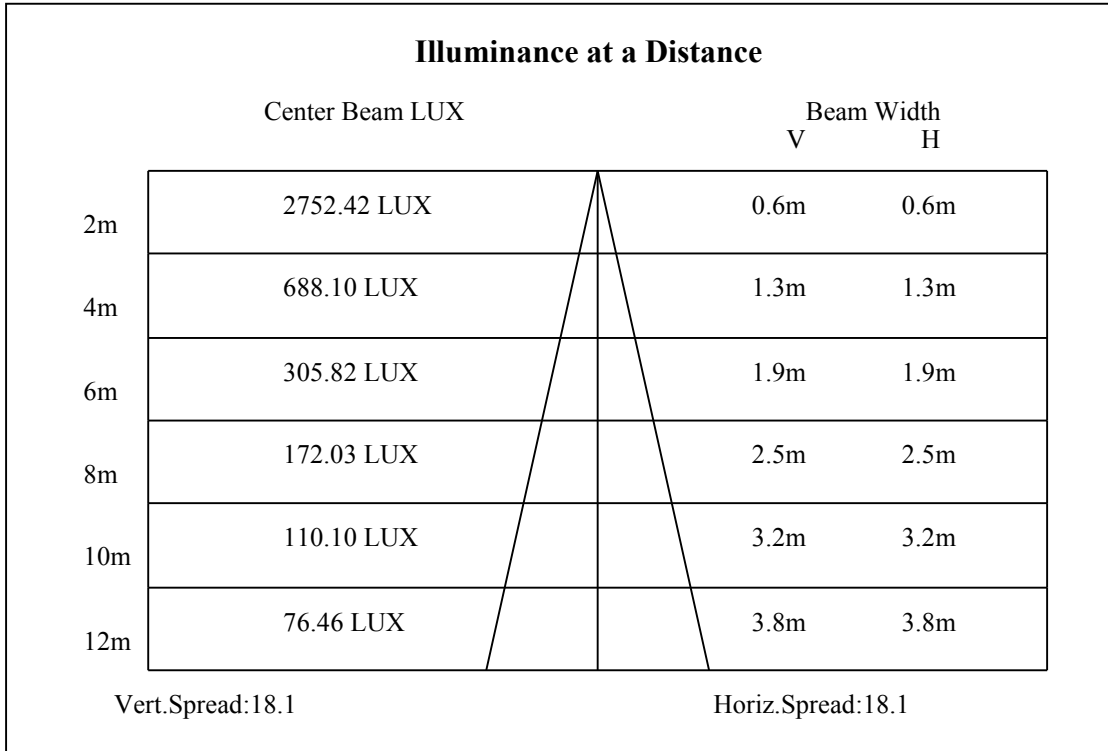 Illuminance at a Distance
Center Beam LUX Beam Width
V H
2m 2752.42 LUX 0.6m 0.6m
4m 688.10 LUX 1.3m 1.3m
6m 305.82 LUX 1.9m 1.9m
8m 172.03 LUX 2.5m 2.5m
10m 110.10 LUX 3.2m 3.2m
12m 76.46 LUX 3.8m 3.8m
Vert.Spread:18.1 Horiz.Spread:18.1